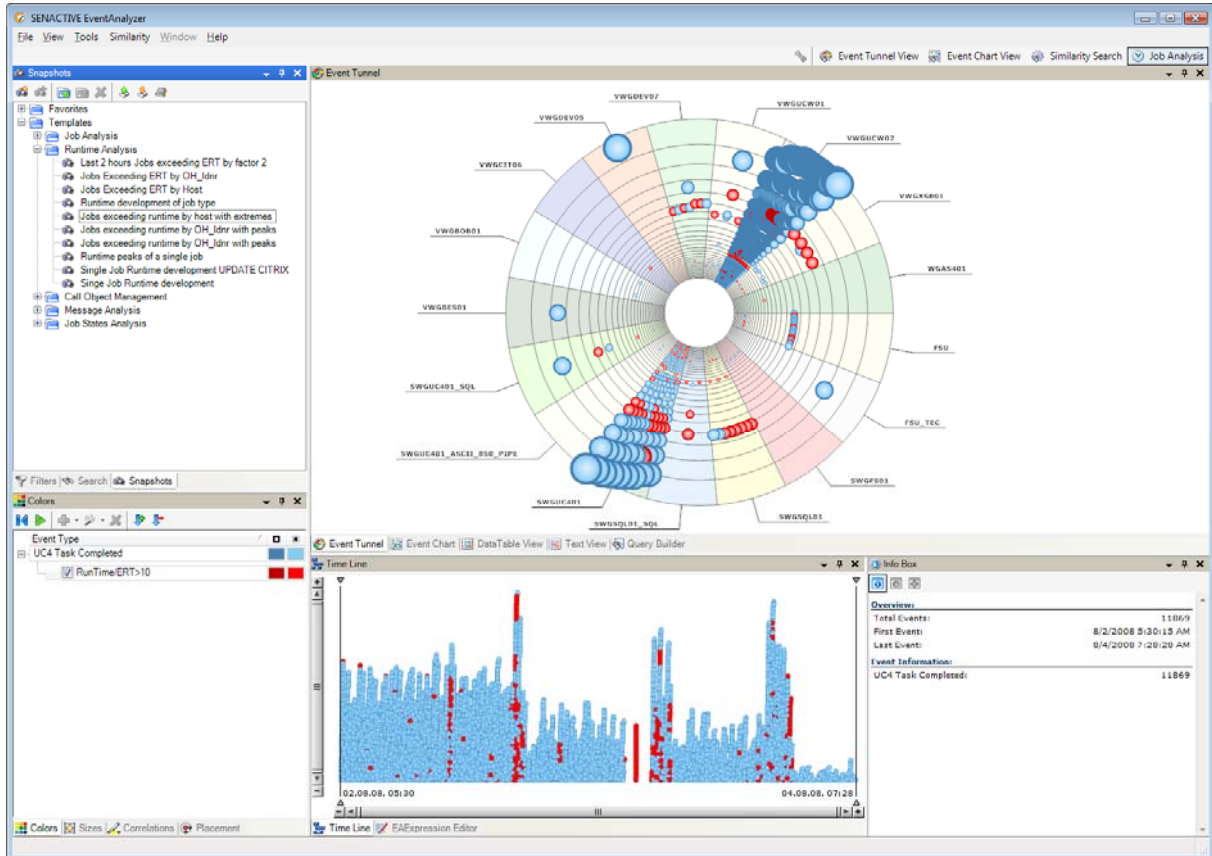 SENACTIVE EventAnalyzer
File View Tools Similarity Window Help
Event Tunnel View Event Chart View Similarity Search Job Analysis
Snapshots
Favorites
Templates
Job Analysis
Runtime Analysis
Last 2 hours Jobs exceeding ERT by factor 2
Jobs Exceeding ERT by OH_Idnr
Jobs Exceeding ERT by Host
Runtime development of job type
Jobs exceeding runtime by host with extremes
Jobs exceeding runtime by OH_Idnr with peaks
Jobs exceeding runtime by OH_Idnr with peaks
Runtime peaks of a single job
Single Job Runtime development UPDATE CITRIX
Singe Job Runtime development
Call Object Management
Message Analysis
Job States Analysis
Filters Search Snapshots
Colors
Event Type
UC4 Task Completed
RunTime/ERT>10
Colors Sizes Correlations Placement
Event Tunnel
VWGDEV07
VWGUCW01
VWGDEV05
VWGUCW02
VWGCIT06
VWGXSB01
VWGBOB01
WGAS401
VWGBES01
FSU
SWGUC401_SQL
FSU_TEC
SWGUC401_ASCII_850_PIPE
SWGFS01
SWGUC401
SWGSQL01
SWGSQL01_SQL
Event Tunnel Event Chart DataTable View Text View Query Builder
Time Line
02.08.08, 05:30 04.08.08, 07:28
Time Line EAExpression Editor
Info Box
Overview:
Total Events: 11869
First Event: 8/2/2008 5:30:15 AM
Last Event: 8/4/2008 7:28:28 AM
Event Information:
UC4 Task Completed: 11869